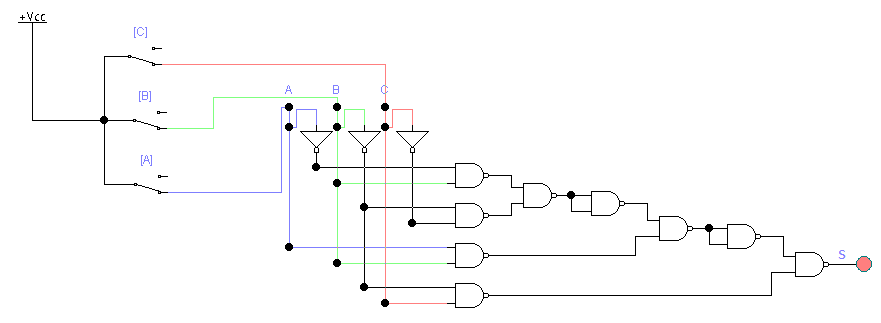 +Vcc
[C]
[B]
A B C
[A]
S